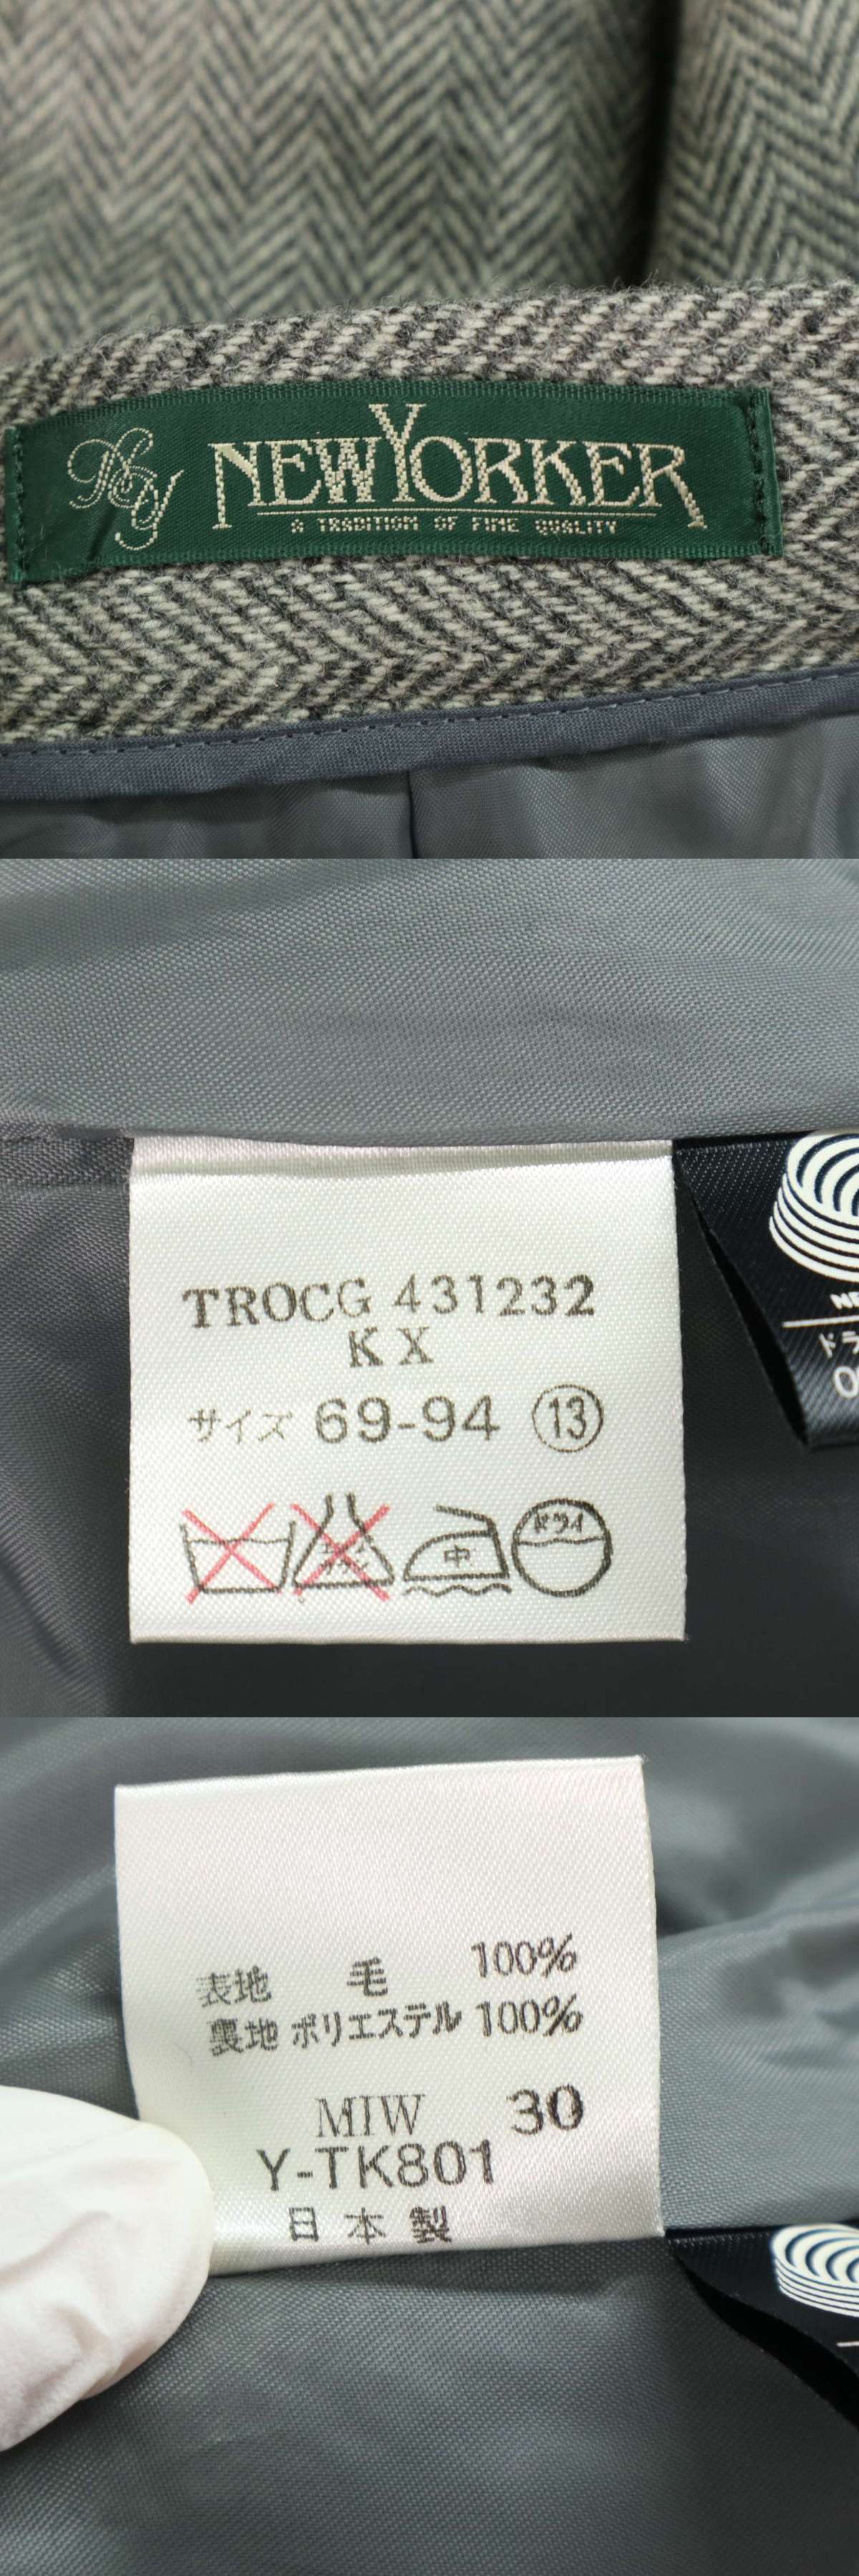 NY NEWYORKER
A TRADITION OF FINE QUALITY
TROCG 431232
KX
サイズ 69-94 ⑬
中 ドライ
表地 毛 100%
裏地 ポリエステル 100%
MIW 30
Y-TK801
日本製